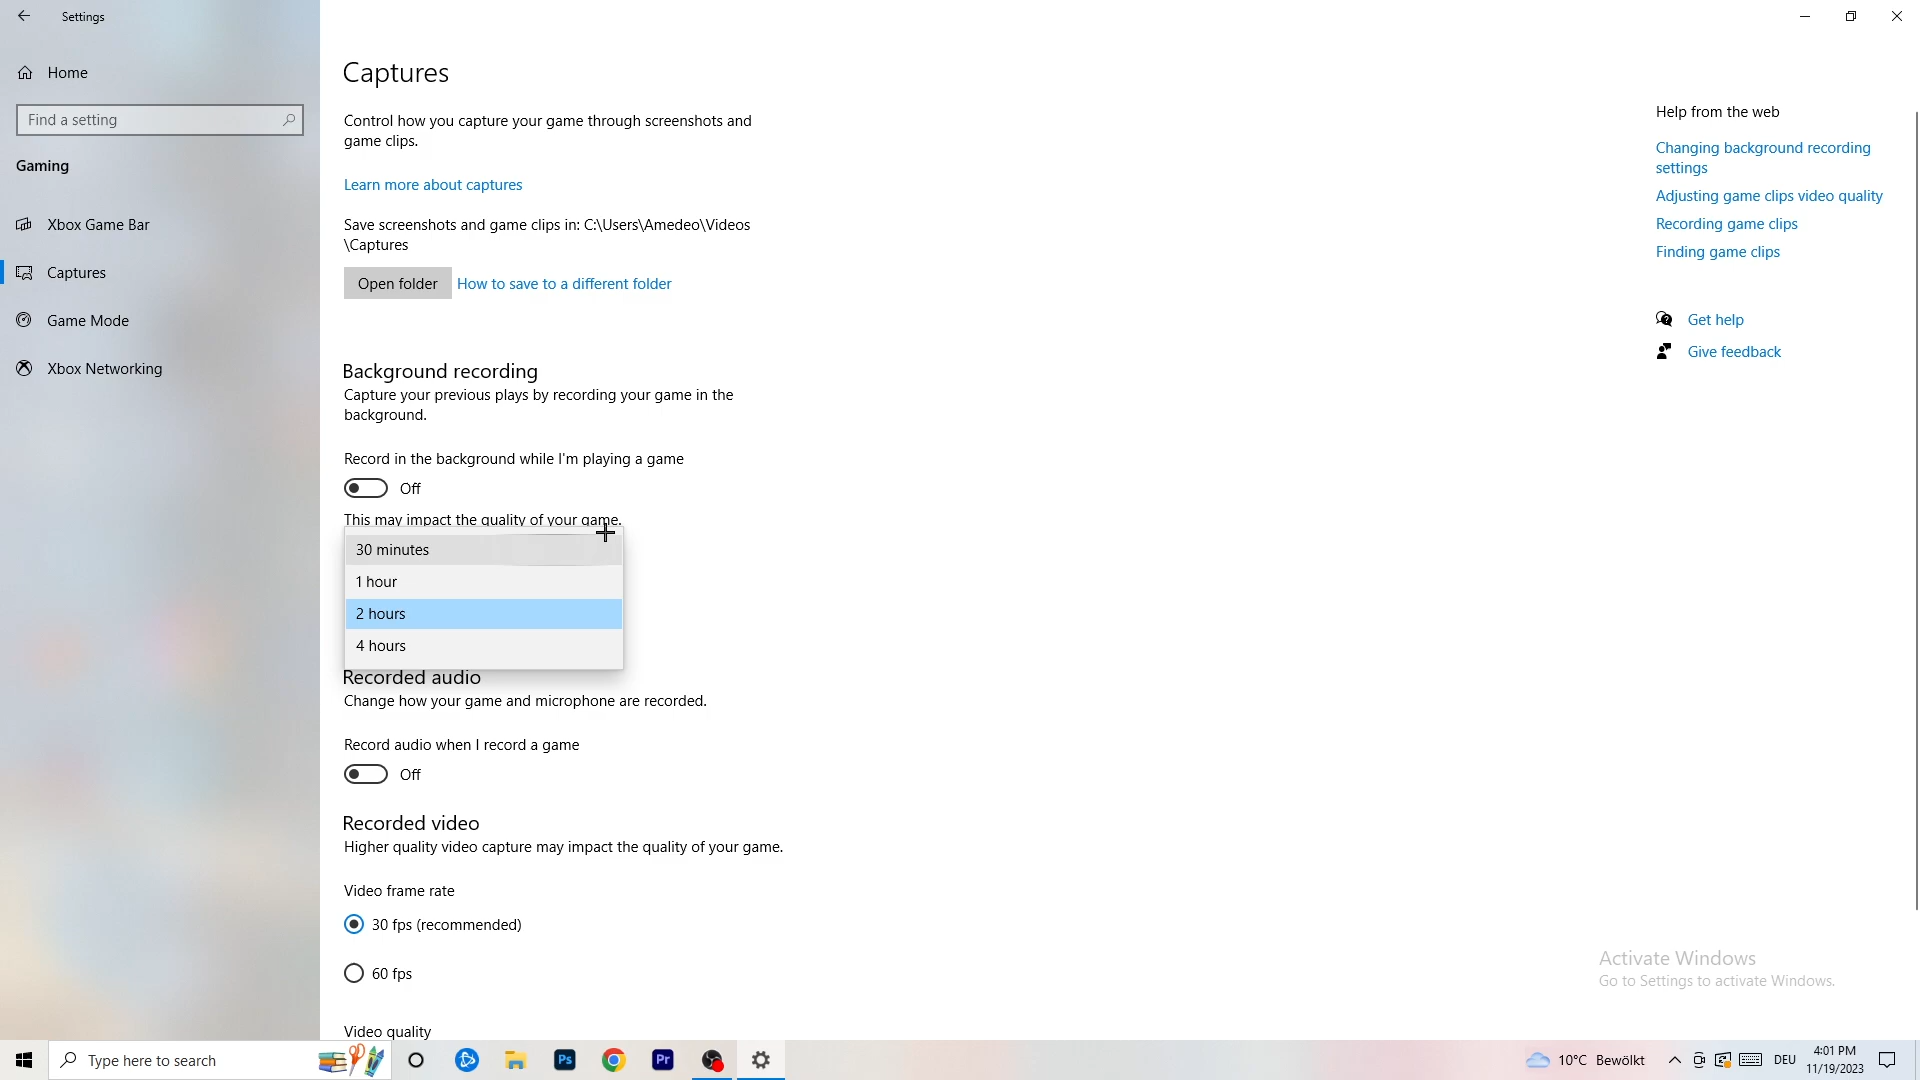 Settings
Home
Find a setting
Gaming
Xbox Game Bar
Captures
Game Mode
Xbox Networking
Captures
Control how you capture your game through screenshots and
game clips.
Learn more about captures
Save screenshots and game clips in: C:\Users\Amedeo\Videos
\Captures
Open folder
How to save to a different folder
Background recording
Capture your previous plays by recording your game in the
background.
Record in the background while I'm playing a game
Off
This may impact the quality of your game.
30 minutes
1 hour
2 hours
4 hours
Recorded audio
Change how your game and microphone are recorded.
Record audio when I record a game
Off
Recorded video
Higher quality video capture may impact the quality of your game.
Video frame rate
30 fps (recommended)
60 fps
Video quality
Help from the web
Changing background recording
settings
Adjusting game clips video quality
Recording game clips
Finding game clips
Get help
Give feedback
Activate Windows
Go to Settings to activate Windows.
Type here to search
Ps
Pr
10°C Bewölkt
DEU
4:01 PM
11/19/2023